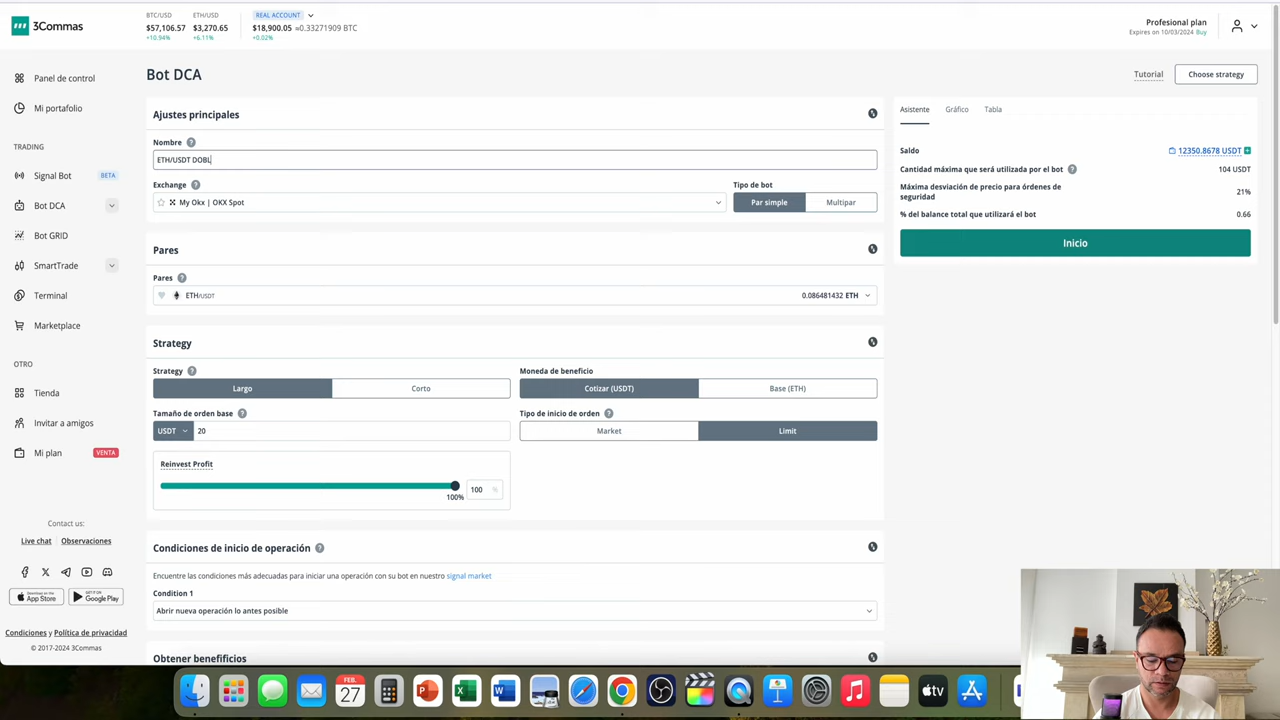 3Commas
BTC/USD
$57,106.57
+10.94%
ETH/USD
$3,270.65
+6.11%
REAL ACCOUNT
$18,900.05 ≈0.33271909 BTC
+0.02%
Profesional plan
Expires on 10/03/2024 Buy
Panel de control
Mi portafolio
TRADING
Signal Bot BETA
Bot DCA
Bot GRID
SmartTrade
Terminal
Marketplace
OTRO
Tienda
Invitar a amigos
Mi plan VENTA
Contact us:
Live chat Observaciones
Download on the App Store
GET IT ON Google Play
Condiciones y Política de privacidad
© 2017-2024 3Commas
Bot DCA
Tutorial
Choose strategy
Ajustes principales
Nombre ?
ETH/USDT DOBL
Exchange ?
My Okx | OKX Spot
Tipo de bot
Par simple Multipar
Pares
Pares ?
ETH/USDT 0.086481432 ETH
Strategy
Strategy ?
Largo Corto
Moneda de beneficio
Cotizar (USDT) Base (ETH)
Tamaño de orden base ?
USDT 20
Tipo de inicio de orden ?
Market Limit
Reinvest Profit
100 %
100%
Condiciones de inicio de operación ?
Encuentre las condiciones más adecuadas para iniciar una operación con su bot en nuestro signal market
Condition 1
Abrir nueva operación lo antes posible
Obtener benefificios
Asistente Gráfico Tabla
Saldo 12350.8678 USDT
Cantidad máxima que será utilizada por el bot ? 104 USDT
Máxima desviación de precio para órdenes de
seguridad 21%
% del balance total que utilizará el bot 0.66
Inicio
FEB.
27
tv